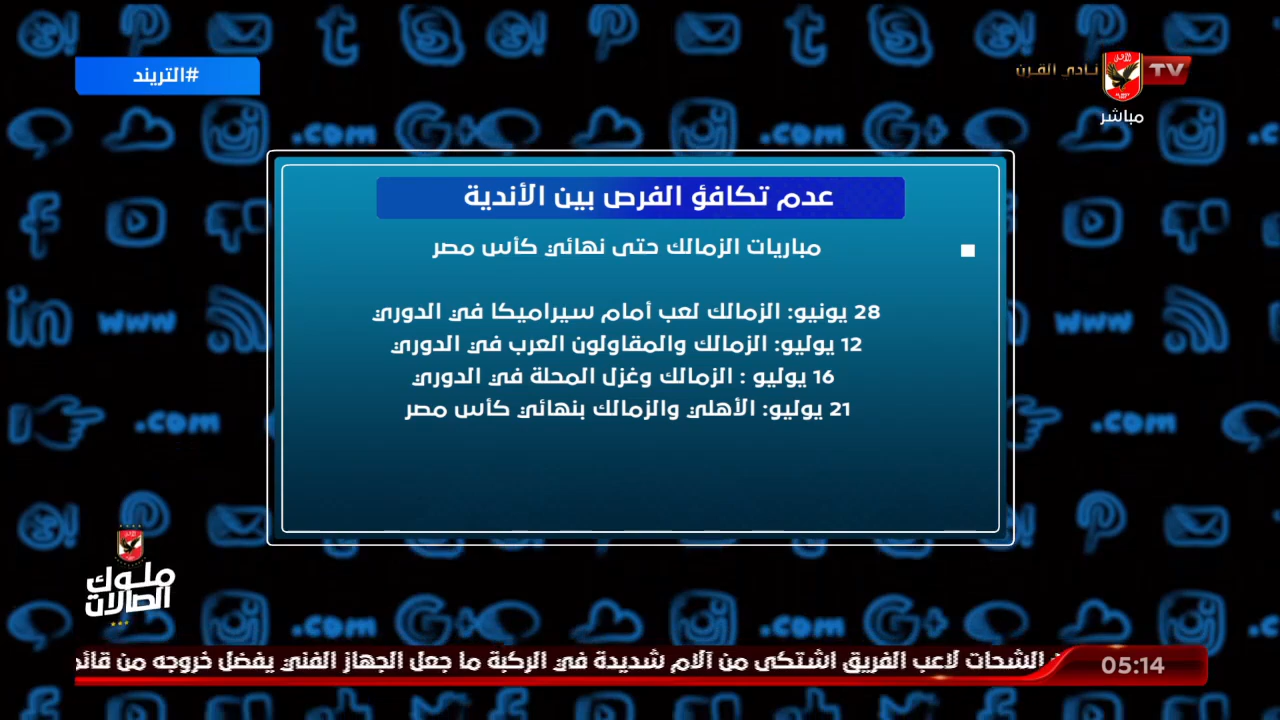 #التريند
نادي القرن
TV
مباشر
عدم تكافؤ الفرص بين الأندية
مباريات الزمالك حتى نهائي كأس مصر
28 يونيو: الزمالك لعب أمام سيراميكا في الدوري
12 يوليو: الزمالك والمقاولون العرب في الدوري
16 يوليو : الزمالك وغزل المحلة في الدوري
21 يوليو: الأهلي والزمالك بنهائي كأس مصر
ملوك
الصالات
الشحات لاعب الفريق اشتكى من آلام شديدة في الركبة ما جعل الجهاز الفني يفضل خروجه من
05:14
.com
www